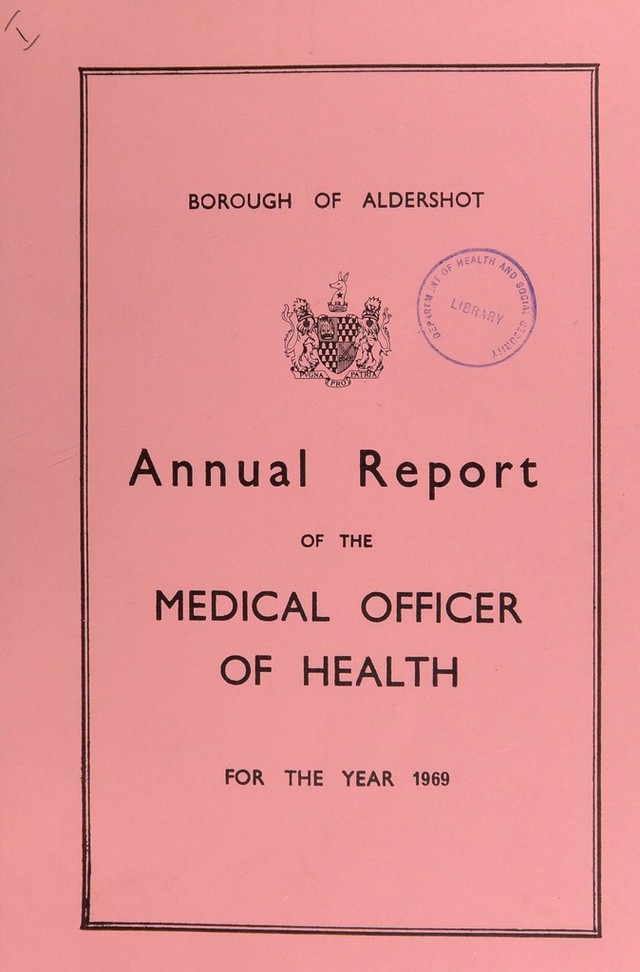 BOROUGH OF ALDERSHOT
DEPARTMENT OF HEALTH AND SOCIAL SECURITY
LIBRARY
PUGNA PRO PATRIA
Annual Report
OF THE
MEDICAL OFFICER
OF HEALTH
FOR THE YEAR 1969